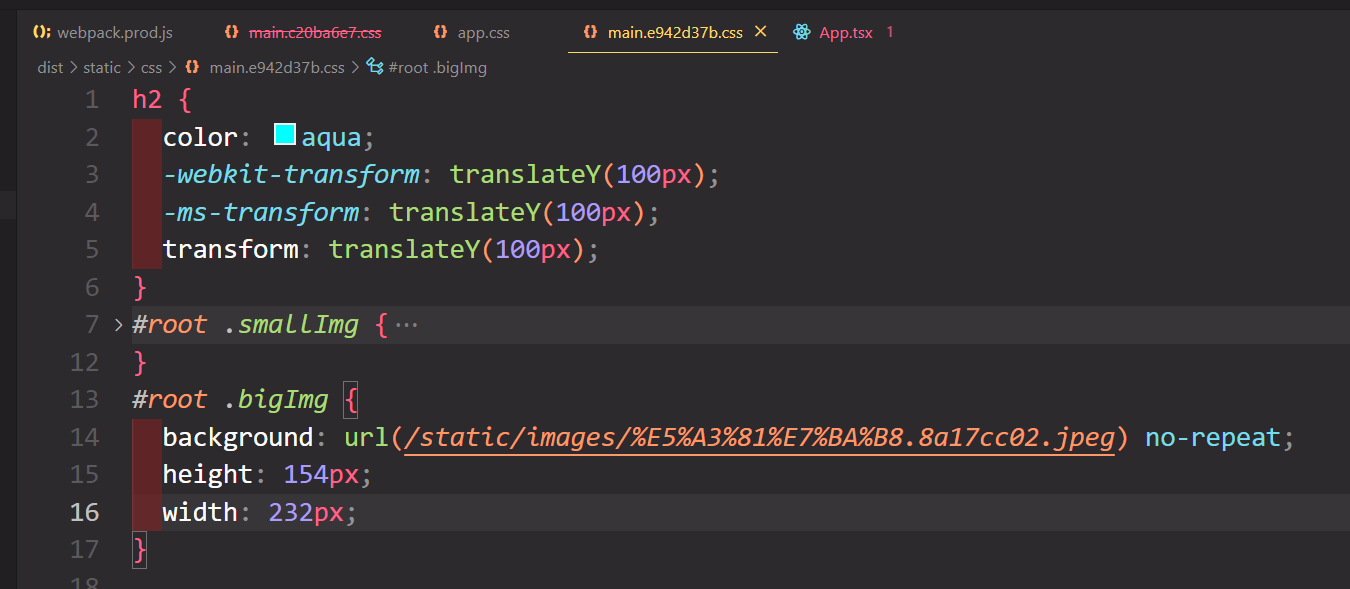 webpack.prod.js main.c20ba6e7.css app.css main.e942d37b.css App.tsx 1
dist > static > css > main.e942d37b.css > #root .bigImg
1 h2 {
2 color: aqua;
3 -webkit-transform: translateY(100px);
4 -ms-transform: translateY(100px);
5 transform: translateY(100px);
6 }
7 #root .smallImg { ···
12 }
13 #root .bigImg {
14 background: url(/static/images/%E5%A3%81%E7%BA%B8.8a17cc02.jpeg) no-repeat;
15 height: 154px;
16 width: 232px;
17 }
18